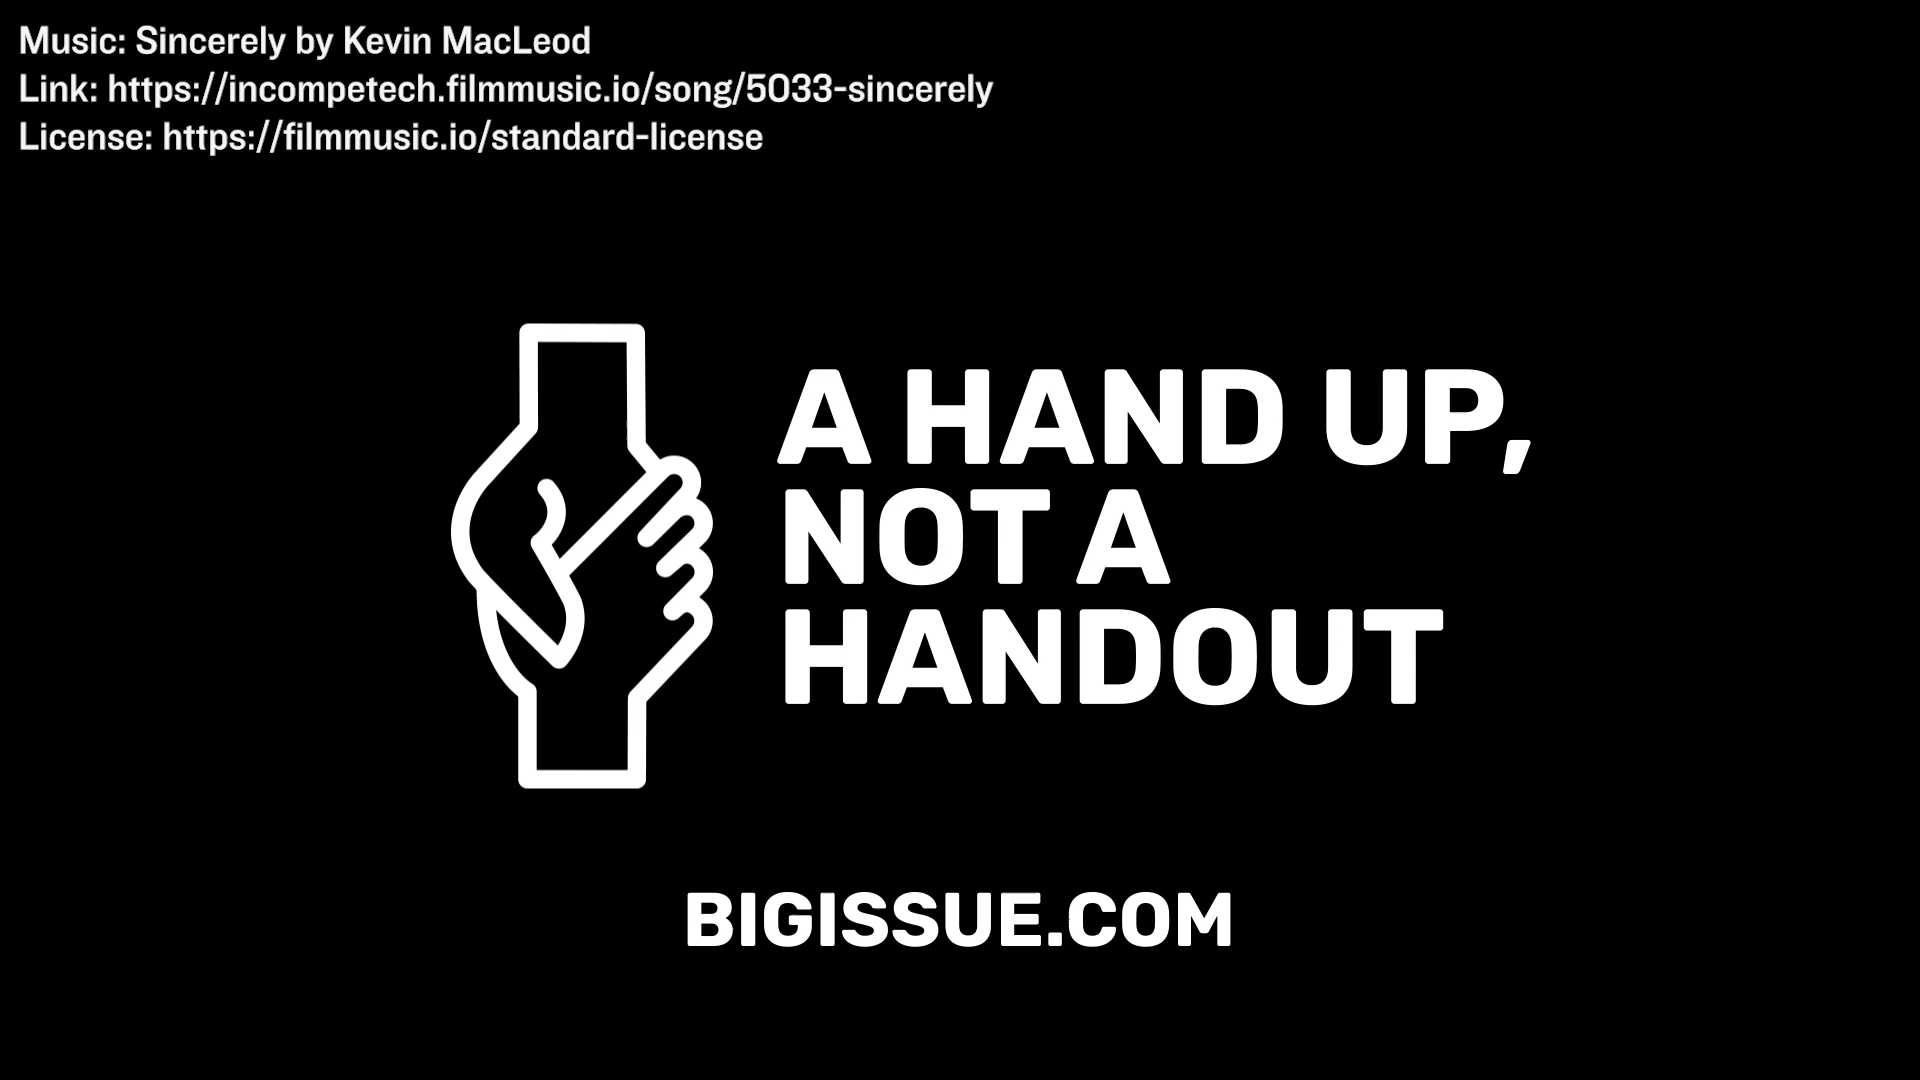 Music: Sincerely by Kevin MacLeod
Link: https://incompetech.filmmusic.io/song/5033-sincerely
License: https://filmmusic.io/standard-license
A HAND UP,
NOT A
HANDOUT
BIGISSUE.COM